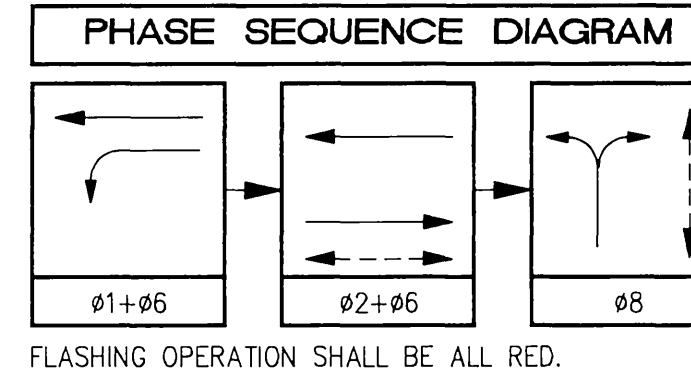 PHASE SEQUENCE DIAGRAM
ø1+ø6
ø2+ø6
ø8
FLASHING OPERATION SHALL BE ALL RED.